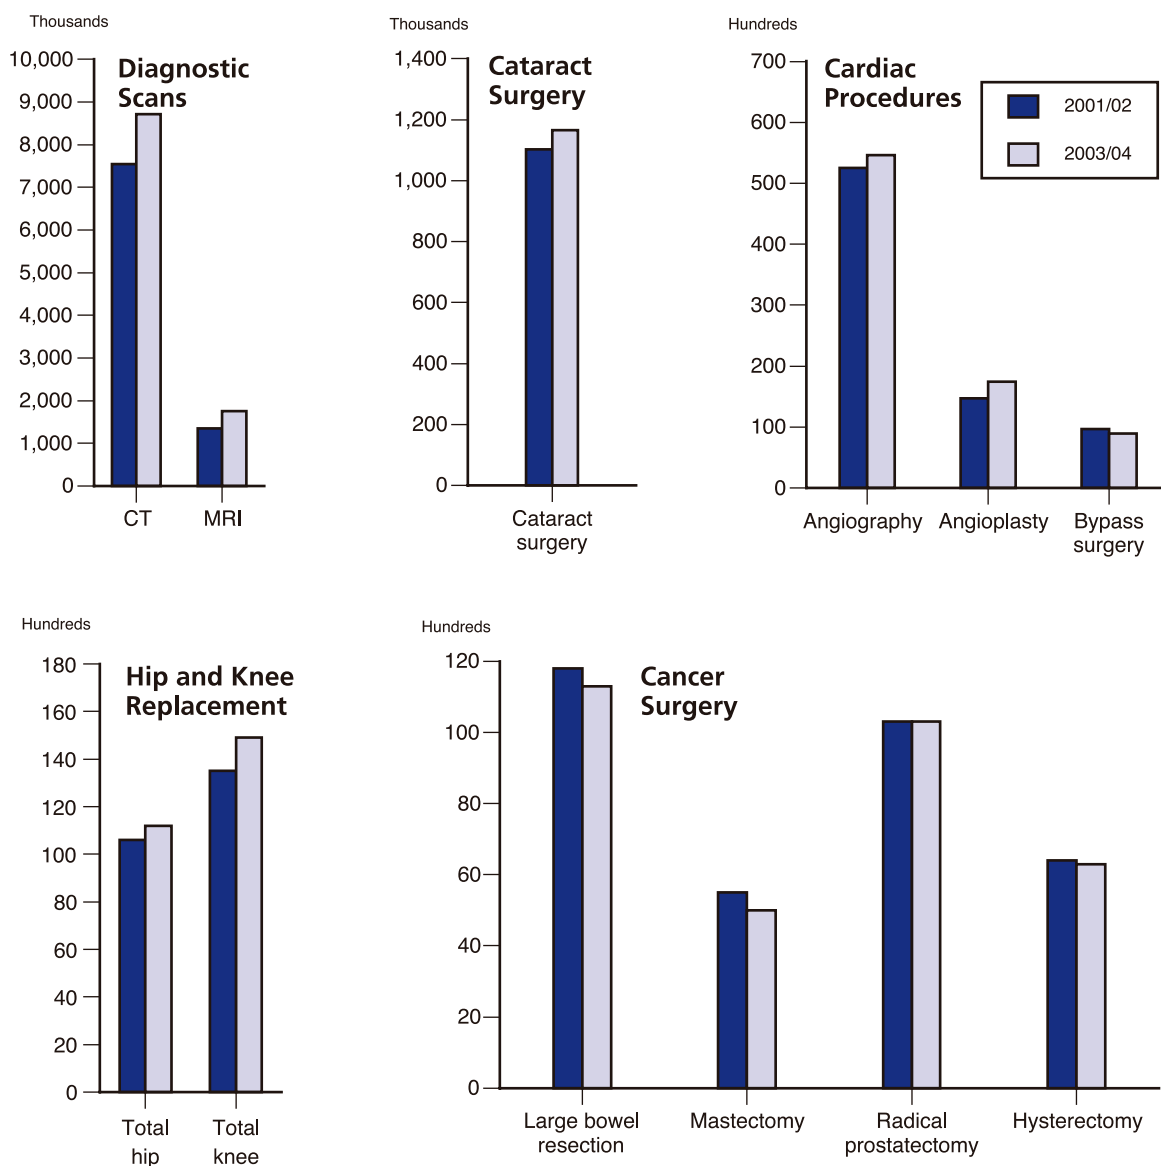 Thousands
Diagnostic
Scans
10,000
9,000
8,000
7,000
6,000
5,000
4,000
3,000
2,000
1,000
0
CT MRI
Thousands
Cataract
Surgery
1,400
1,200
1,000
800
600
400
200
0
Cataract
surgery
Hundreds
Cardiac
Procedures
700
600
500
400
300
200
100
0
Angiography Angioplasty Bypass
surgery
2001/02
2003/04
Hundreds
Hip and Knee
Replacement
180
160
140
120
100
80
60
40
20
0
Total Total
hip knee
Hundreds
Cancer
Surgery
120
100
80
60
40
20
0
Large bowel Mastectomy Radical Hysterectomy
resection prostatectomy